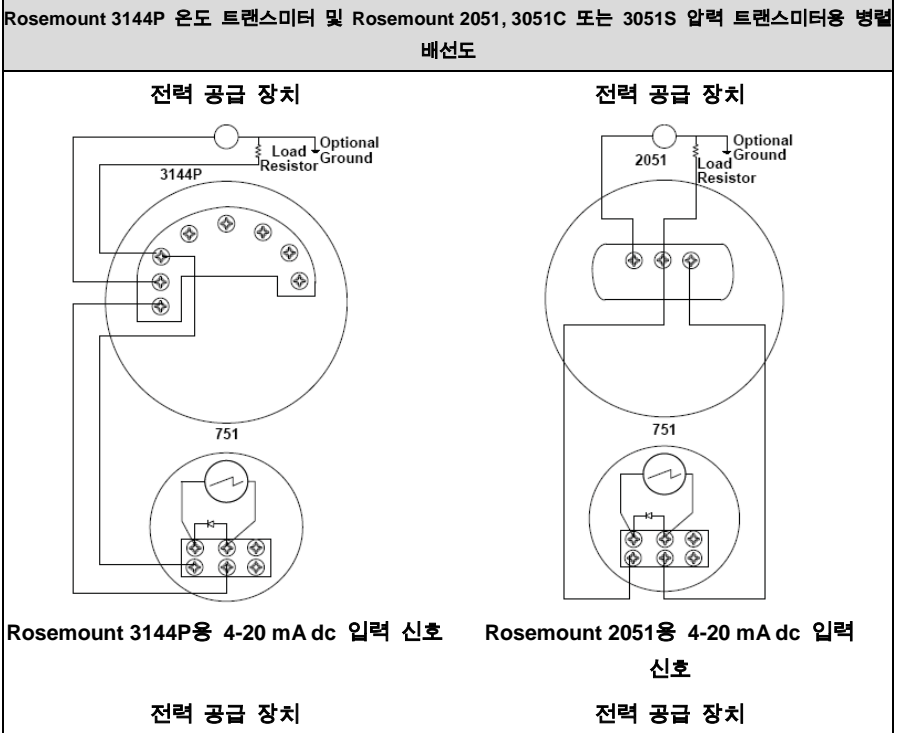 Rosemount 3144P 온도 트랜스미터 및 Rosemount 2051, 3051C 또는 3051S 압력 트랜스미터용 병렬
배선도
전력 공급 장치
Optional
Ground
Load
Resistor
3144P
751
Rosemount 3144P용 4-20 mA dc 입력 신호
전력 공급 장치
Optional
Ground
2051
Load
Resistor
751
Rosemount 2051용 4-20 mA dc 입력
신호
전력 공급 장치
전력 공급 장치